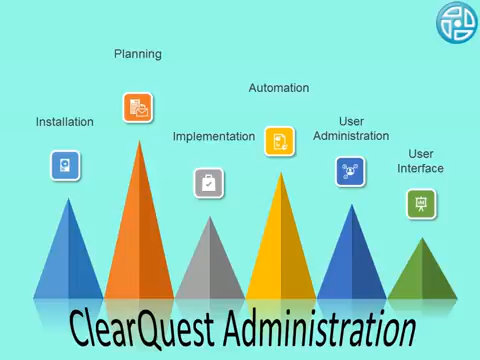 Planning
Automation
Installation
User
Administration
Implementation
User
Interface
ClearQuest Administration